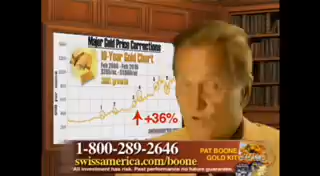 Major Gold Price Corrections
10-Year Gold Chart
+36%
1-800-289-2646
swissamerica.com/boone
PAT BOONE
GOLD KIT
All investment has risk. Past performance no future guarantee.